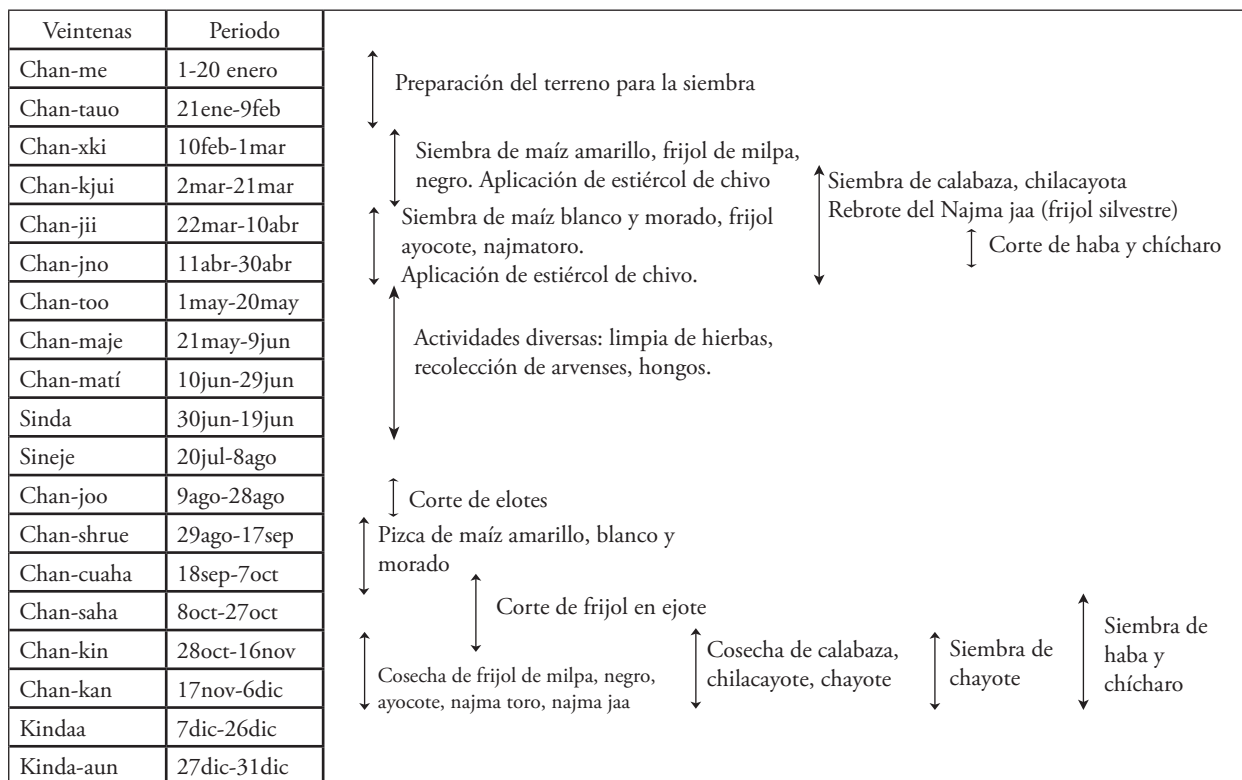 Veintenas Periodo
Chan-me 1-20 enero
Chan-tauo 21ene-9feb
Chan-xki 10feb-1mar
Chan-kjui 2mar-21mar
Chan-jii 22mar-10abr
Chan-jno 11abr-30abr
Chan-too 1may-20may
Chan-maje 21may-9jun
Chan-matí 10jun-29jun
Sinda 30jun-19jun
Sineje 20jul-8ago
Chan-joo 9ago-28ago
Chan-shrue 29ago-17sep
Chan-cuaha 18sep-7oct
Chan-saha 8oct-27oct
Chan-kin 28oct-16nov
Chan-kan 17nov-6dic
Kindaa 7dic-26dic
Kinda-aun 27dic-31dic
Preparación del terreno para la siembra
Siembra de maíz amarillo, frijol de milpa,
negro. Aplicación de estiércol de chivo
Siembra de calabaza, chilacayota
Rebrote del Najma jaa (frijol silvestre)
Siembra de maíz blanco y morado, frijol
ayocote, najmatoro.
Aplicación de estiércol de chivo.
Corte de haba y chícharo
Actividades diversas: limpia de hierbas,
recolección de arvenses, hongos.
Corte de elotes
Pizca de maíz amarillo, blanco y
morado
Corte de frijol en ejote
Cosecha de frijol de milpa, negro,
ayocote, najma toro, najma jaa
Cosecha de calabaza,
chilacayote, chayote
Siembra de
chayote
Siembra de
haba y
chícharo